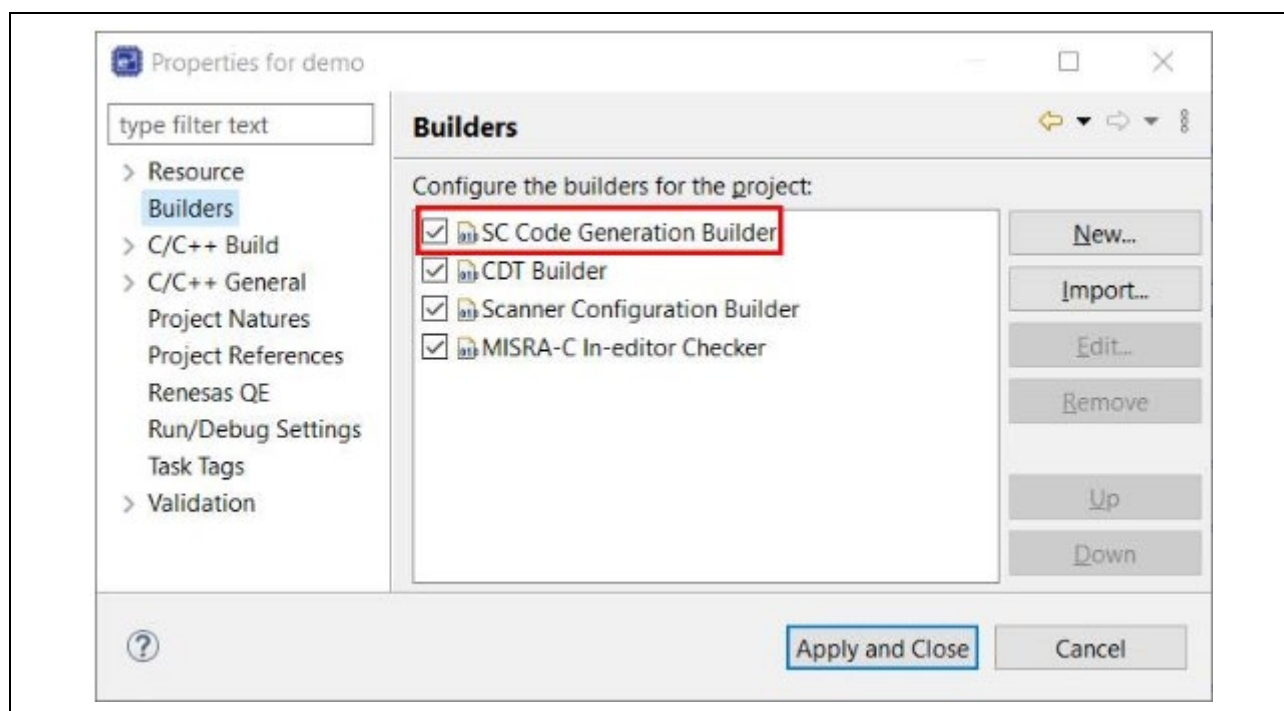 Properties for demo
type filter text
Resource
Builders
C/C++ Build
C/C++ General
Project Natures
Project References
Renesas QE
Run/Debug Settings
Task Tags
Validation
Builders
Configure the builders for the project:
SC Code Generation Builder
CDT Builder
Scanner Configuration Builder
MISRA-C In-editor Checker
New...
Import...
Edit...
Remove
Up
Down
Apply and Close
Cancel